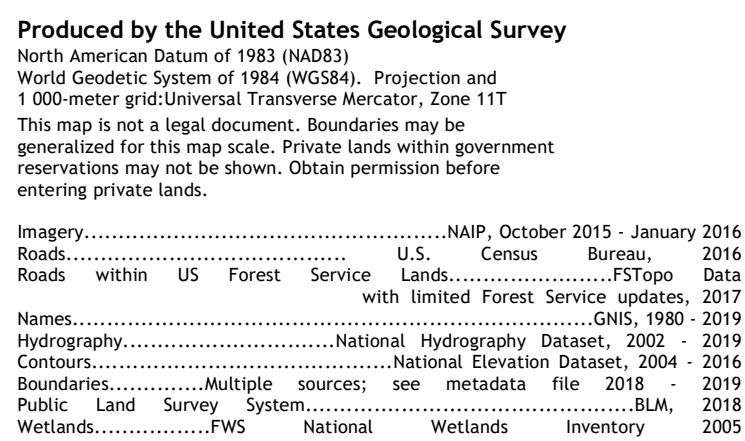 Produced by the United States Geological Survey
North American Datum of 1983 (NAD83)
World Geodetic System of 1984 (WGS84). Projection and
1 000-meter grid:Universal Transverse Mercator, Zone 11T
This map is not a legal document. Boundaries may be
generalized for this map scale. Private lands within government
reservations may not be shown. Obtain permission before
entering private lands.
Imagery.....................................................NAIP, October 2015 - January 2016
Roads......................................... U.S. Census Bureau, 2016
Roads within US Forest Service Lands.......................FSTopo Data
with limited Forest Service updates, 2017
Names............................................................................GNIS, 1980 - 2019
Hydrography...............................National Hydrography Dataset, 2002 - 2019
Contours............................................National Elevation Dataset, 2004 - 2016
Boundaries..............Multiple sources; see metadata file 2018 - 2019
Public Land Survey System................................................BLM, 2018
Wetlands.................FWS National Wetlands Inventory 2005